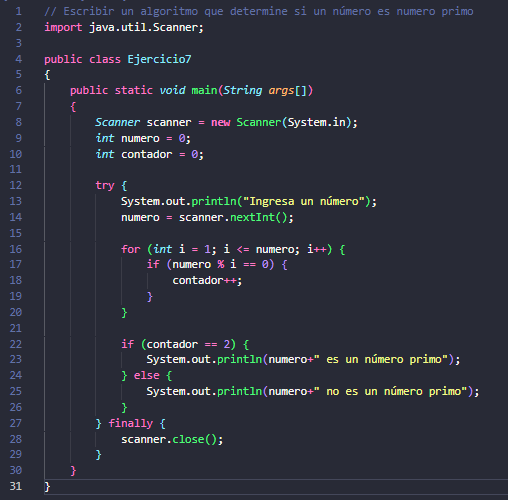 1 // Escribir un algoritmo que determine si un número es numero primo
2 import java.util.Scanner;
3
4 public class Ejercicio7
5 {
6 public static void main(String args[])
7 {
8 Scanner scanner = new Scanner(System.in);
9 int numero = 0;
10 int contador = 0;
11
12 try {
13 System.out.println("Ingresa un número");
14 numero = scanner.nextInt();
15
16 for (int i = 1; i <= numero; i++) {
17 if (numero % i == 0) {
18 contador++;
19 }
20 }
21
22 if (contador == 2) {
23 System.out.println(numero+" es un número primo");
24 } else {
25 System.out.println(numero+" no es un número primo");
26 }
27 } finally {
28 scanner.close();
29 }
30 }
31 }